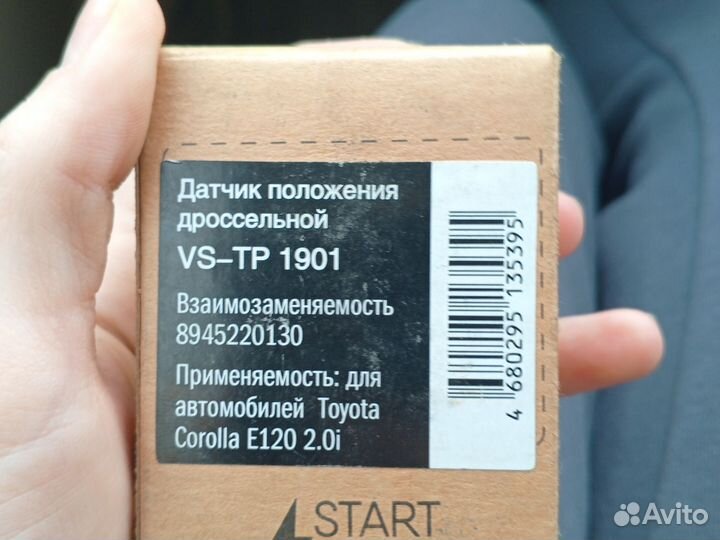 Датчик положения
дроссельной
VS-TP 1901
Взаимозаменяемость
8945220130
Применяемость: для
автомобилей Toyota
Corolla E120 2.0i
4 680295 135395
START
Avito